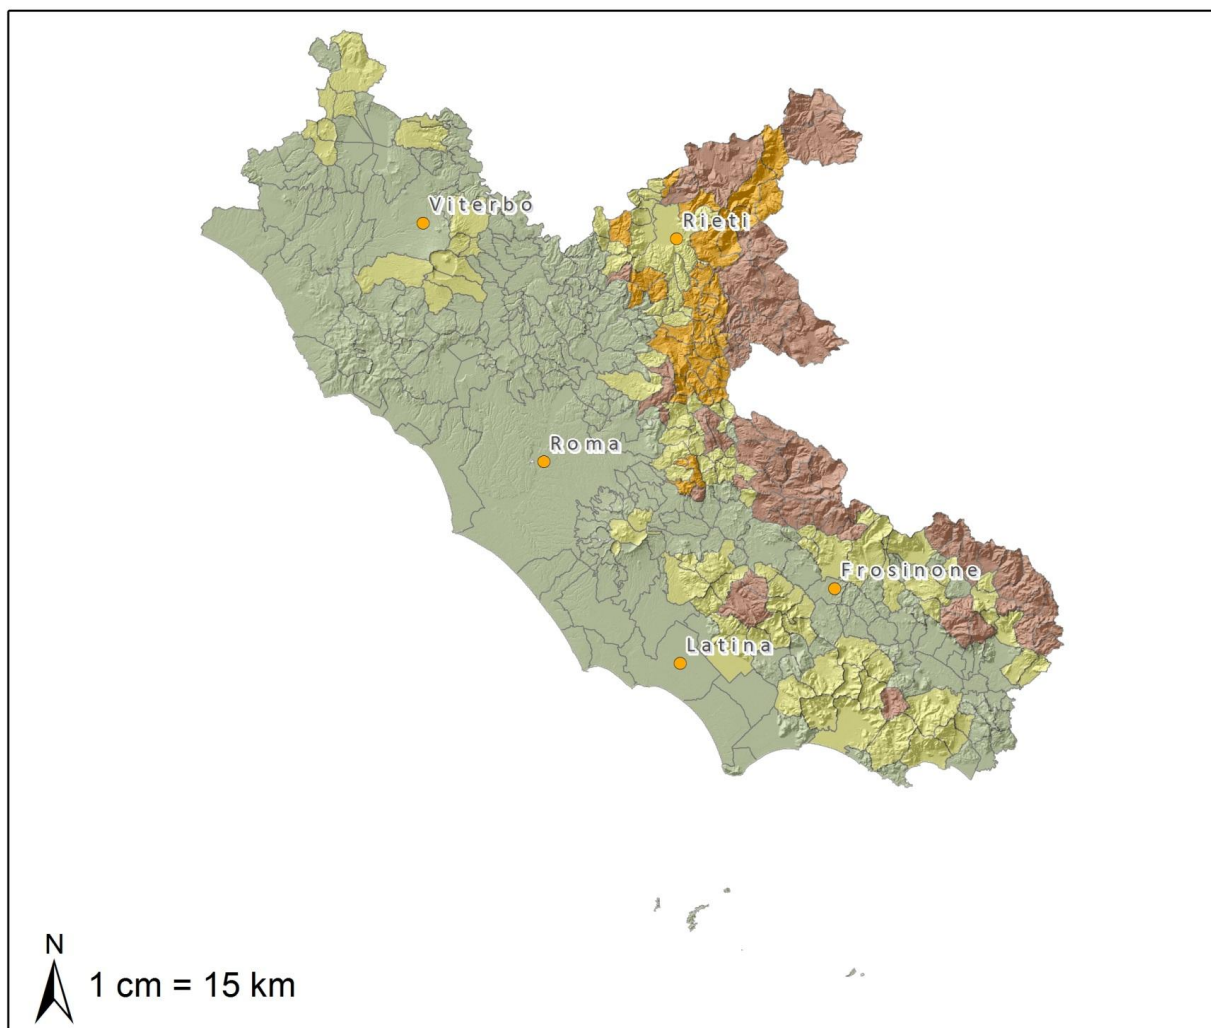 Viterbo
Rieti
Roma
Frosinone
Latina
N
1 cm = 15 km